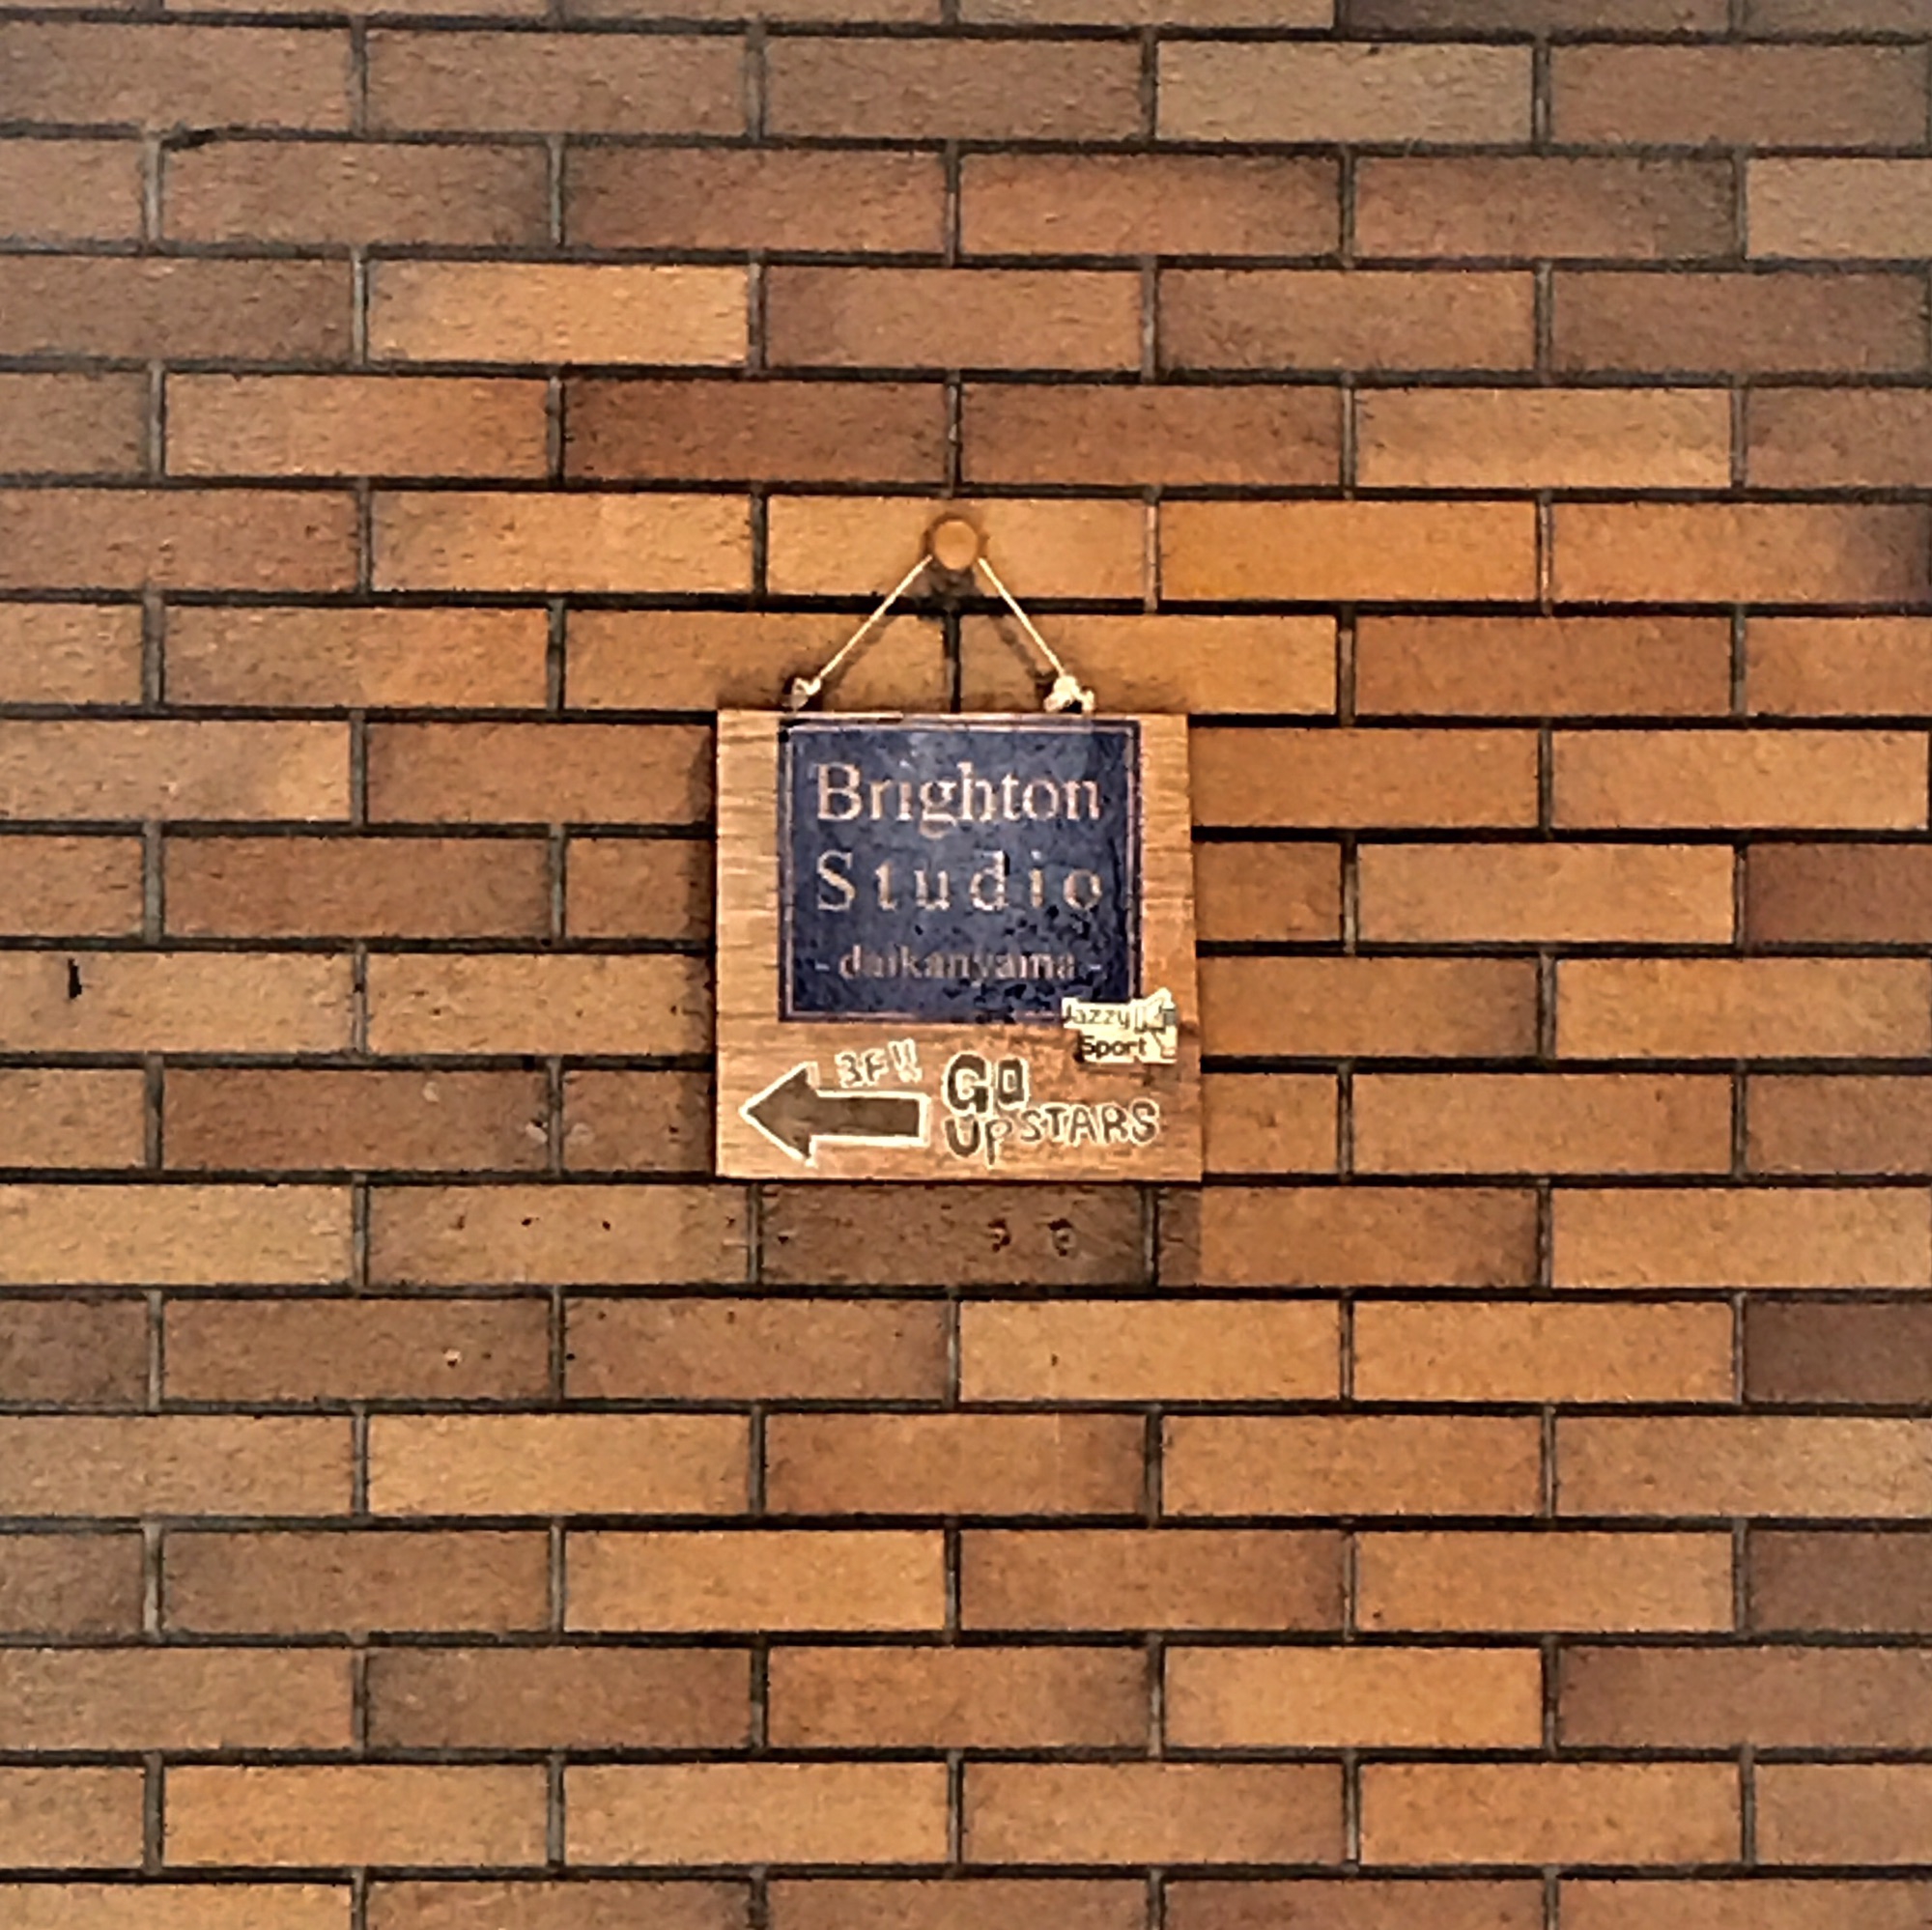 Brighton
Studio
- daikanyama -
Jazzy
Sport
3F!!
GO
UPSTARS